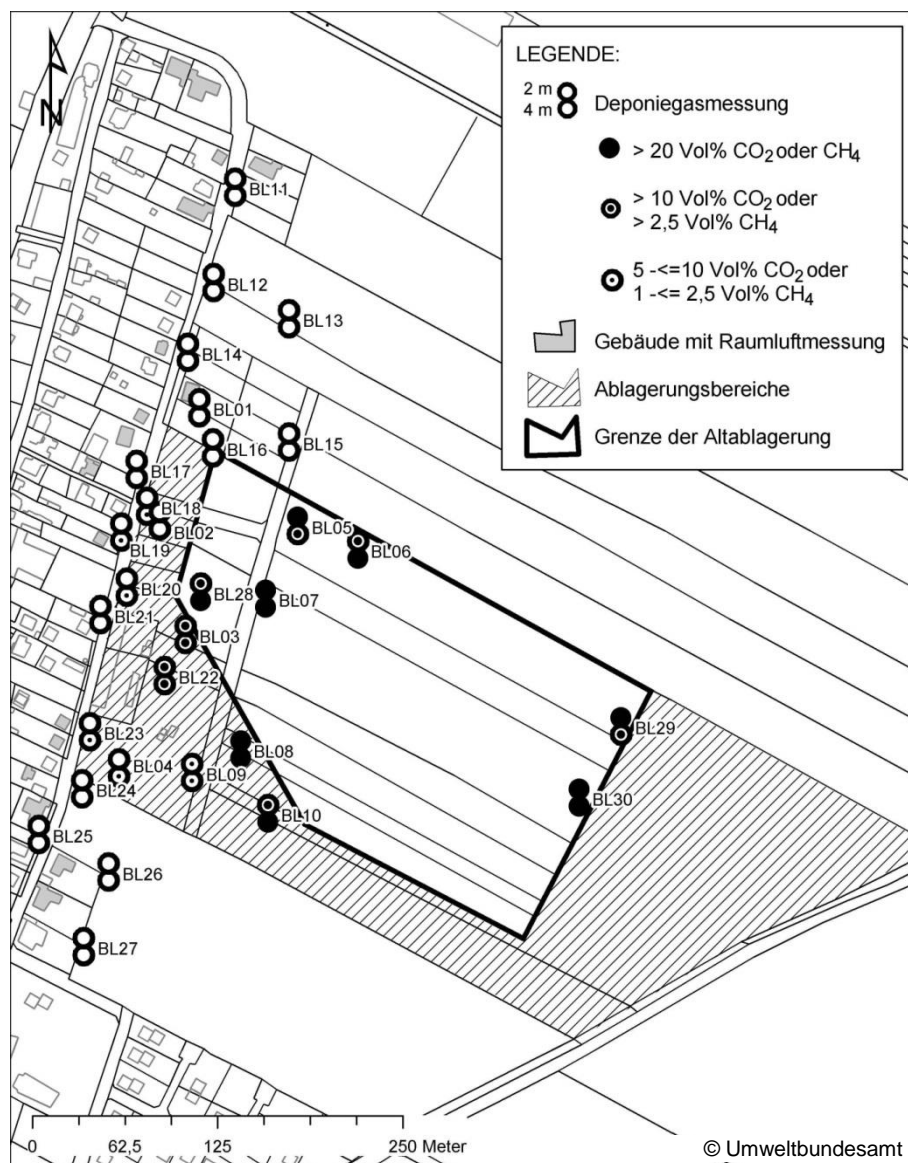 LEGENDE:
2 m
4 m
Deponiegasmessung
> 20 Vol% CO₂ oder CH₄
> 10 Vol% CO₂ oder
> 2,5 Vol% CH₄
5 -<=10 Vol% CO₂ oder
1 -<= 2,5 Vol% CH₄
Gebäude mit Raumluftmessung
Ablagerungsbereiche
Grenze der Altablagerung
N
BL11
BL12
BL13
BL14
BL01
BL15
BL16
BL17
BL18
BL02
BL05
BL06
BL19
BL20
BL28
BL07
BL21
BL03
BL22
BL23
BL08
BL29
BL04
BL09
BL24
BL30
BL10
BL25
BL26
BL27
0 62,5 125 250 Meter
© Umweltbundesamt